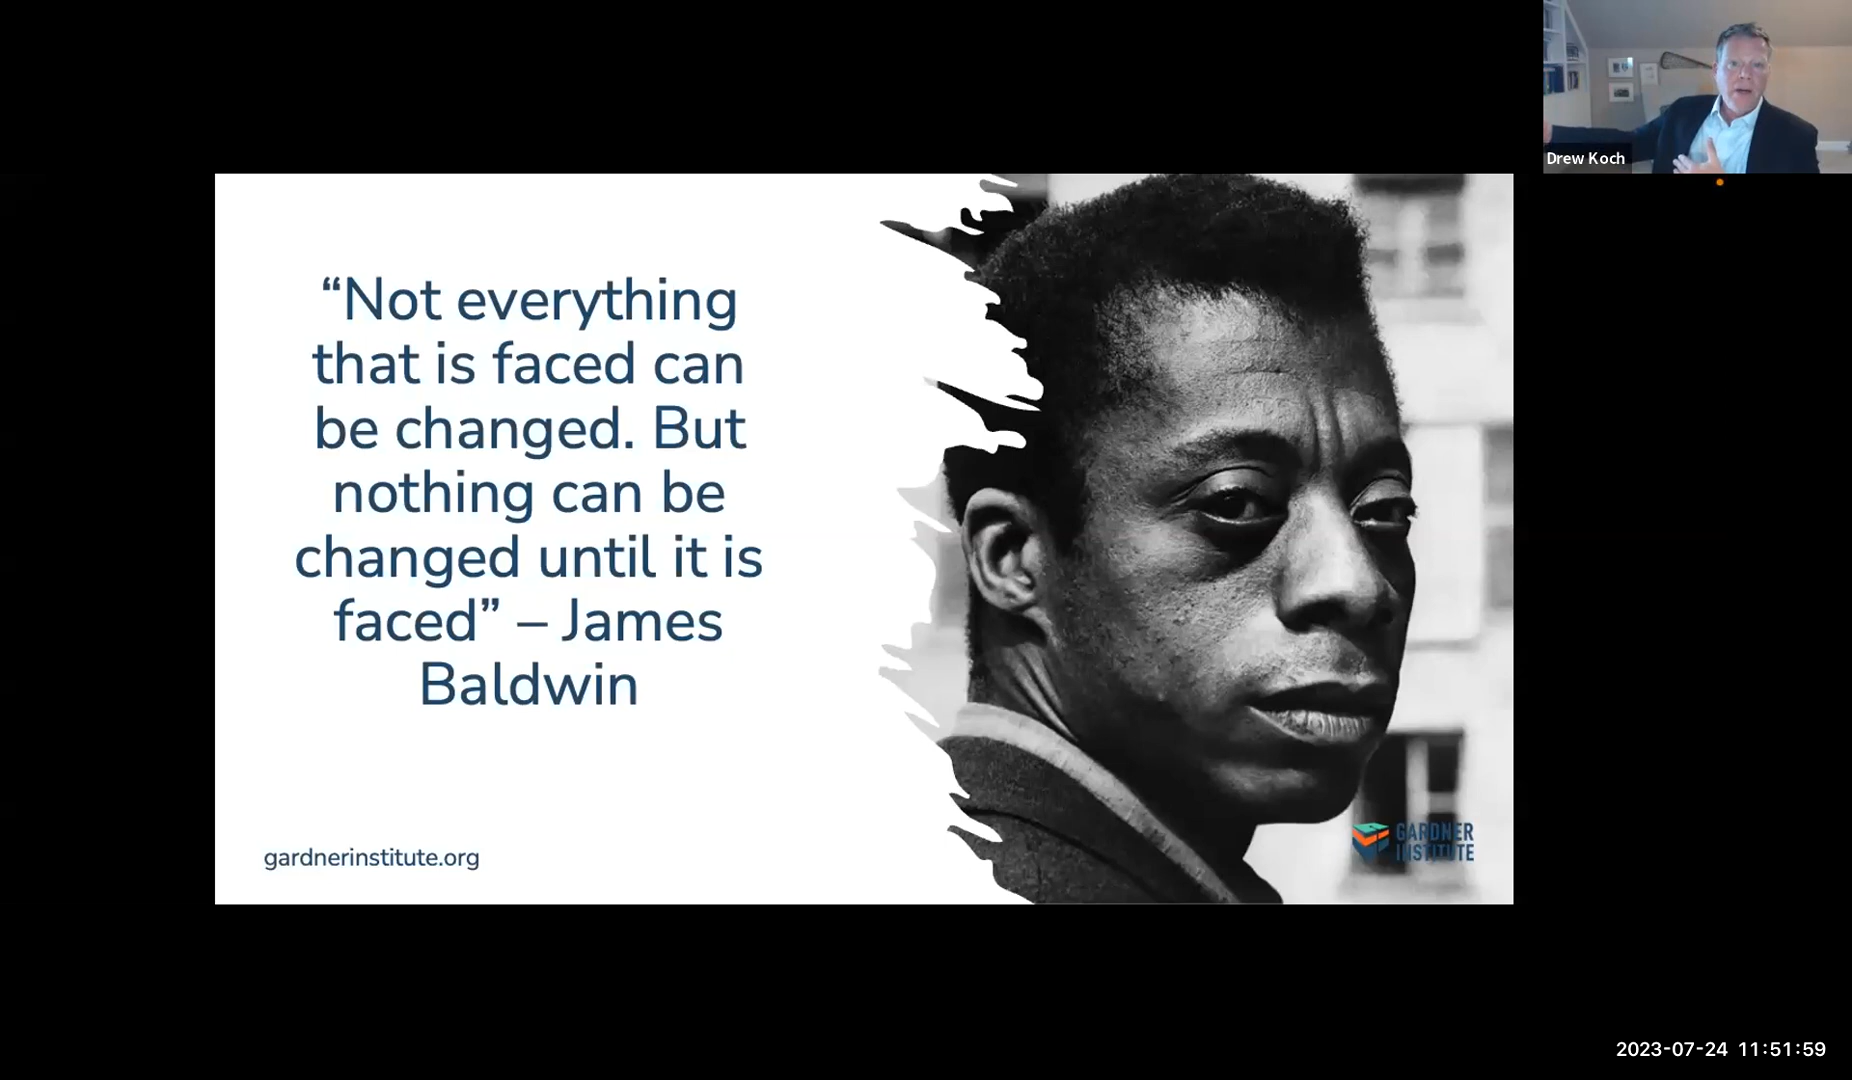 Drew Koch
“Not everything
that is faced can
be changed. But
nothing can be
changed until it is
faced” – James
Baldwin
gardnerinstitute.org
GARDNER
INSTITUTE
2023-07-24 11:51:59